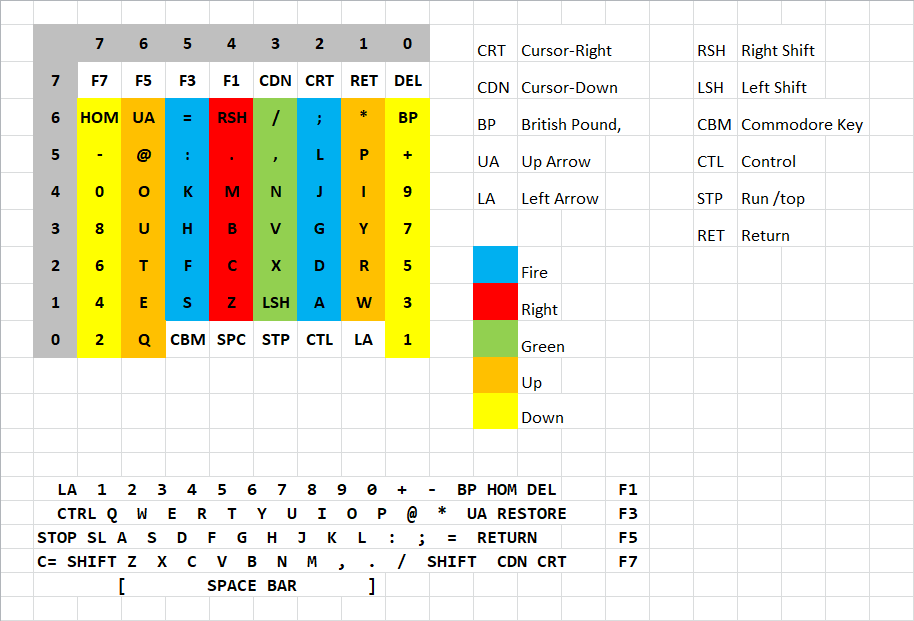 7 6 5 4 3 2 1 0
7 F7 F5 F3 F1 CDN CRT RET DEL
6 HOM UA = RSH / ; * BP
5 - @ : . , L P +
4 0 O K M N J I 9
3 8 U H B V G Y 7
2 6 T F C X D R 5
1 4 E S Z LSH A W 3
0 2 Q CBM SPC STP CTL LA 1
CRT Cursor-Right
CDN Cursor-Down
BP British Pound,
UA Up Arrow
LA Left Arrow
RSH Right Shift
LSH Left Shift
CBM Commodore Key
CTL Control
STP Run /top
RET Return
Fire
Right
Green
Up
Down
LA 1 2 3 4 5 6 7 8 9 0 + - BP HOM DEL F1
CTRL Q W E R T Y U I O P @ * UA RESTORE F3
STOP SL A S D F G H J K L : ; = RETURN F5
C= SHIFT Z X C V B N M , . / SHIFT CDN CRT F7
[ SPACE BAR ]